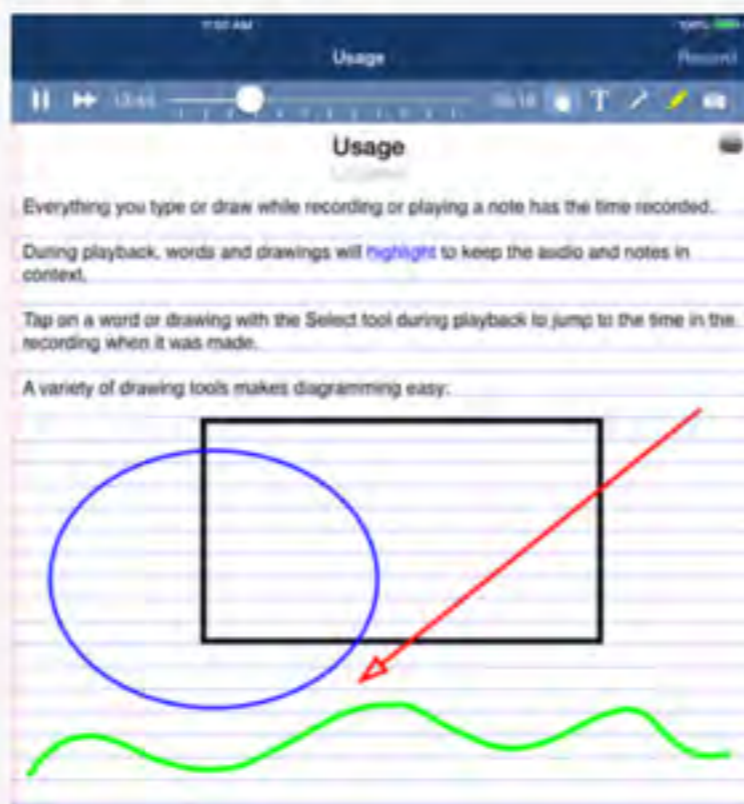 Usage
Record
T
Usage
Everything you type or draw while recording or playing a note has the time recorded.
During playback, words and drawings will highlight to keep the audio and notes in
context.
Tap on a word or drawing with the Select tool during playback to jump to the time in the
recording when it was made.
A variety of drawing tools makes diagramming easy: